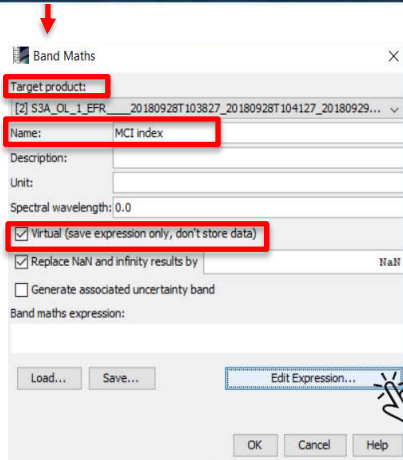 Band Maths
Target product:
[2] S3A_OL_1_EFR____20180928T103827_20180928T104127_20180929...
Name: MCI index
Description:
Unit:
Spectral wavelength: 0.0
Virtual (save expression only, don't store data)
Replace NaN and infinity results by NaN
Generate associated uncertainty band
Band maths expression:
Load... Save... Edit Expression...
OK Cancel Help